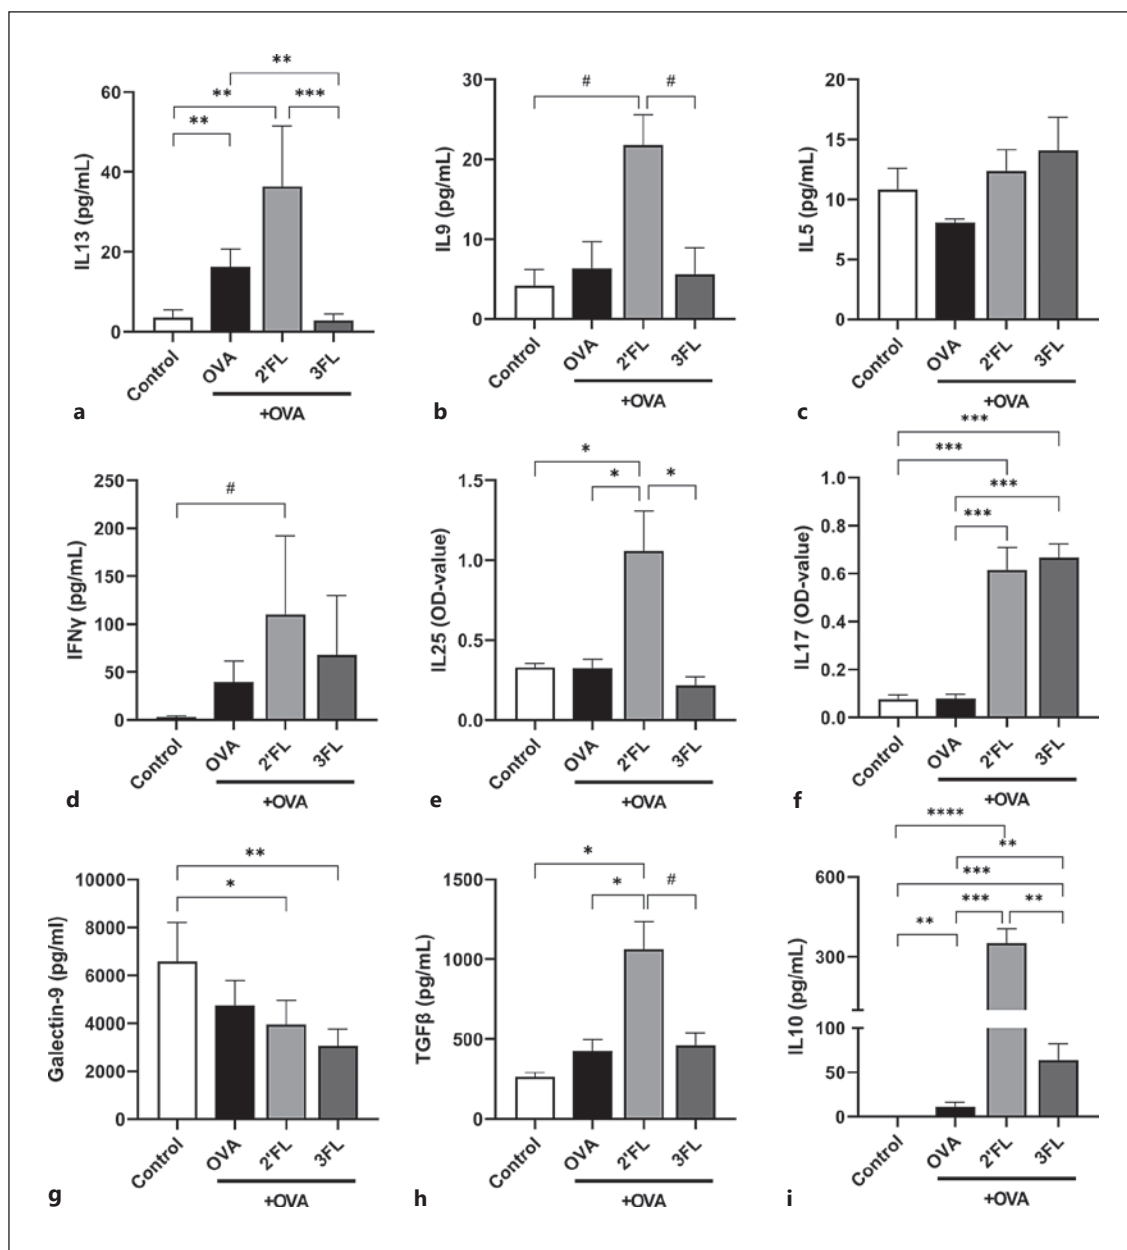 **
** ***
**
60
40
20
0
IL13 (pg/mL)
Control
OVA
2'FL
3FL
+OVA
a
# #
30
20
10
0
IL9 (pg/mL)
Control
OVA
2'FL
3FL
+OVA
b
20
15
10
5
0
IL5 (pg/mL)
Control
OVA
2'FL
3FL
+OVA
c
#
250
200
150
100
50
0
IFNγ (pg/mL)
Control
OVA
2'FL
3FL
+OVA
d
*
* *
1.5
1.0
0.5
0.0
IL25 (OD-value)
Control
OVA
2'FL
3FL
+OVA
e
***
***
***
***
1.0
0.8
0.6
0.4
0.2
0.0
IL17 (OD-value)
Control
OVA
2'FL
3FL
+OVA
f
**
*
10000
8000
6000
4000
2000
0
Galectin-9 (pg/ml)
Control
OVA
2'FL
3FL
+OVA
g
*
* #
1500
1000
500
0
TGFβ (pg/mL)
Control
OVA
2'FL
3FL
+OVA
h
****
**
***
** *** **
600
300
100
50
0
IL10 (pg/mL)
Control
OVA
2'FL
3FL
+OVA
i